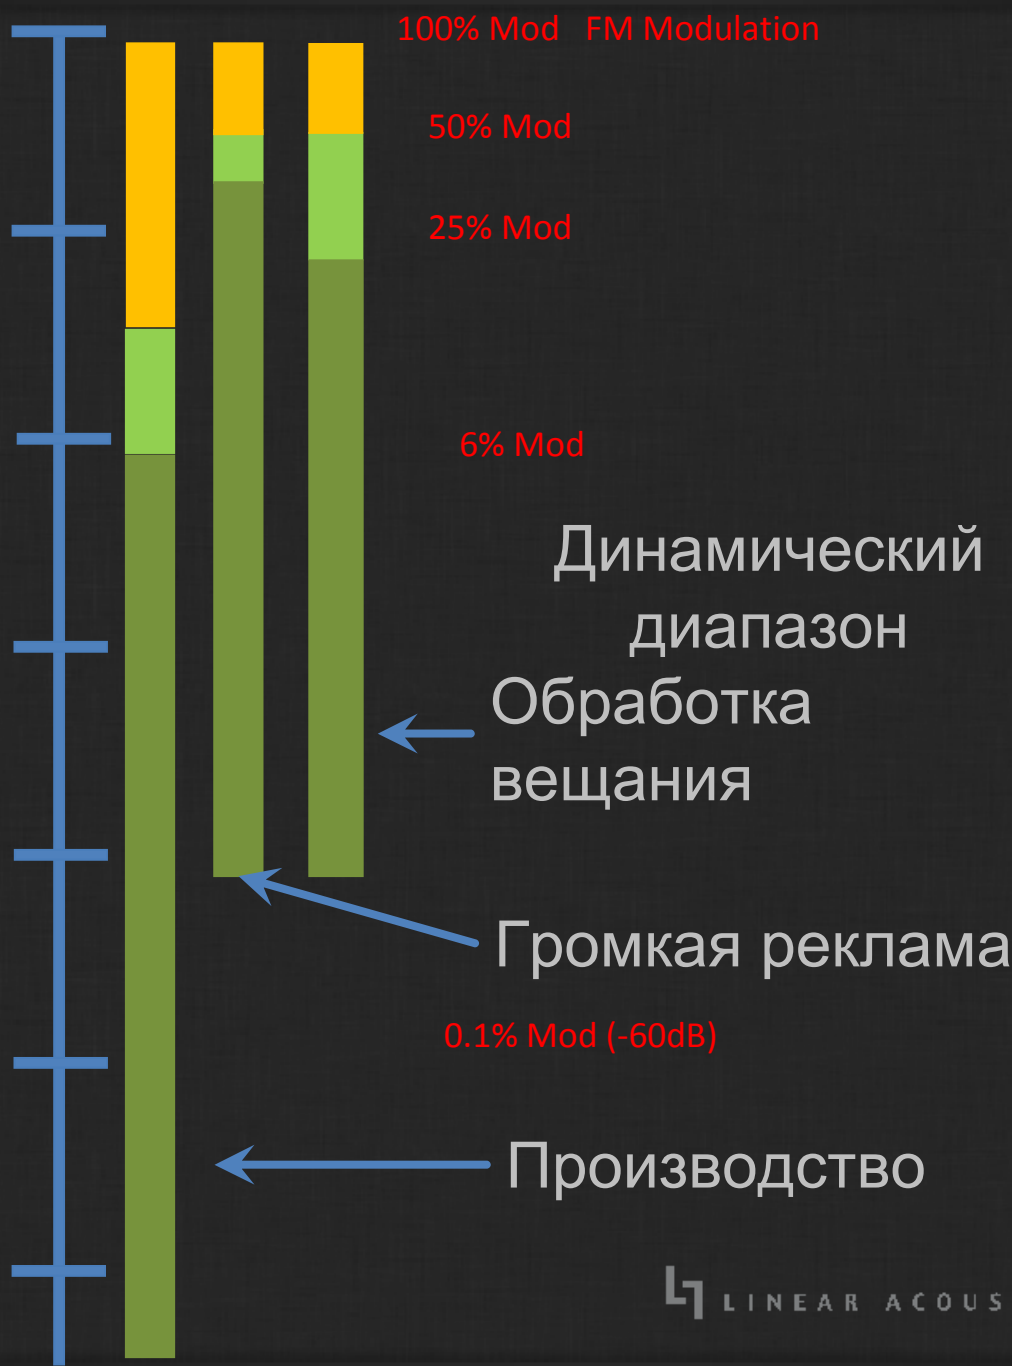 100% Mod FM Modulation
50% Mod
25% Mod
6% Mod
Динамический
диапазон
Обработка
вещания
Громкая реклама
0.1% Mod (-60dB)
Производство
LINEAR ACOUS